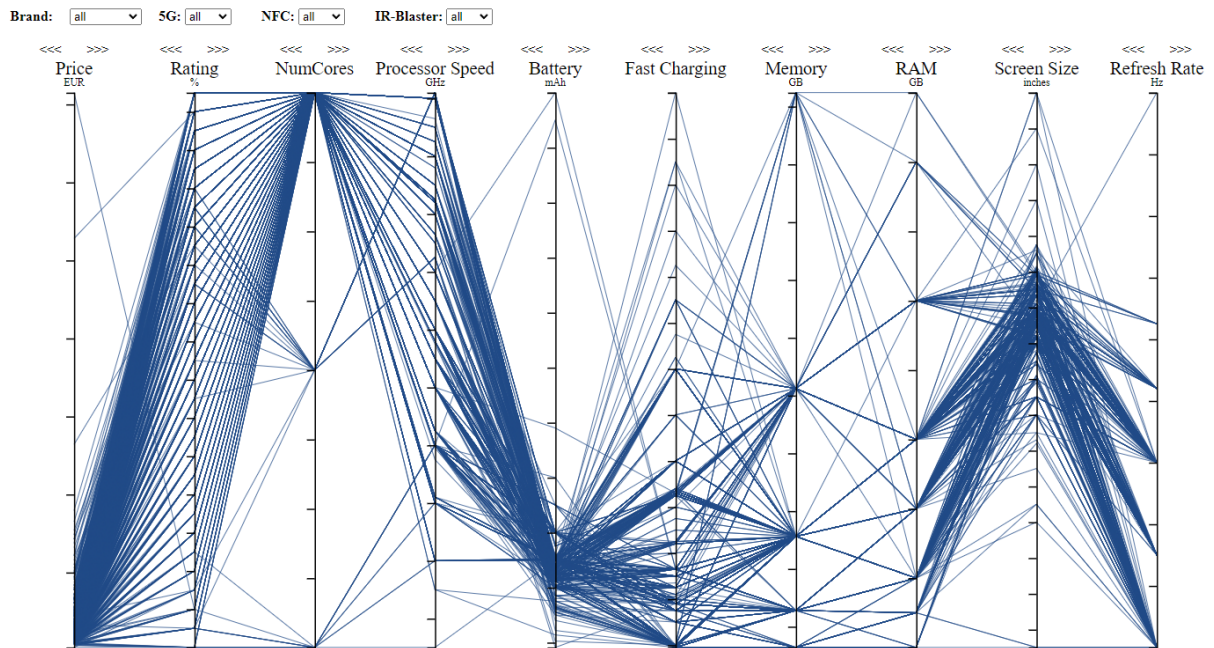 Brand: all 5G: all NFC: all IR-Blaster: all
<<< >>> <<< >>> <<< >>> <<< >>> <<< >>> <<< >>> <<< >>> <<< >>> <<< >>> <<< >>>
Price Rating NumCores Processor Speed Battery Fast Charging Memory RAM Screen Size Refresh Rate
EUR % GHz mAh GB GB inches Hz